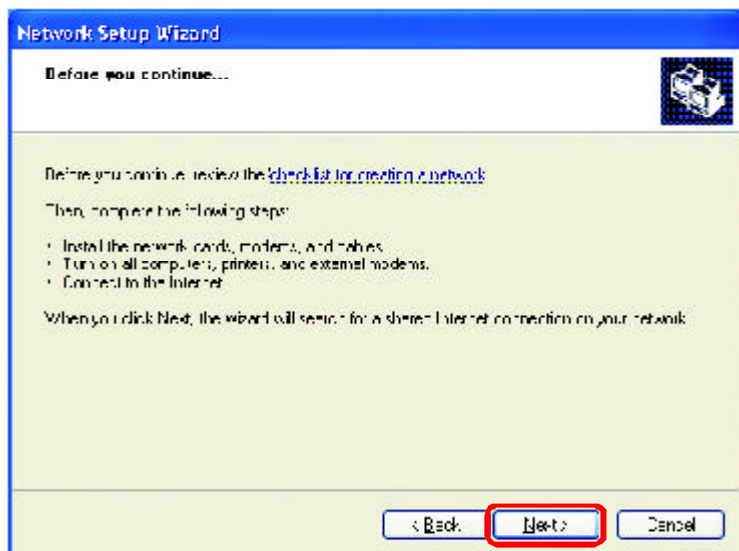 Network Setup Wizard
Before you continue...
Before you continue, review the checklist for creating a network.
Then, complete the following steps:
• Install the network cards, modems, and cables.
• Turn on all computers, printers, and external modems.
• Connect to the Internet.
When you click Next, the wizard will search for a shared Internet connection on your network.
< Back
Next >
Cancel